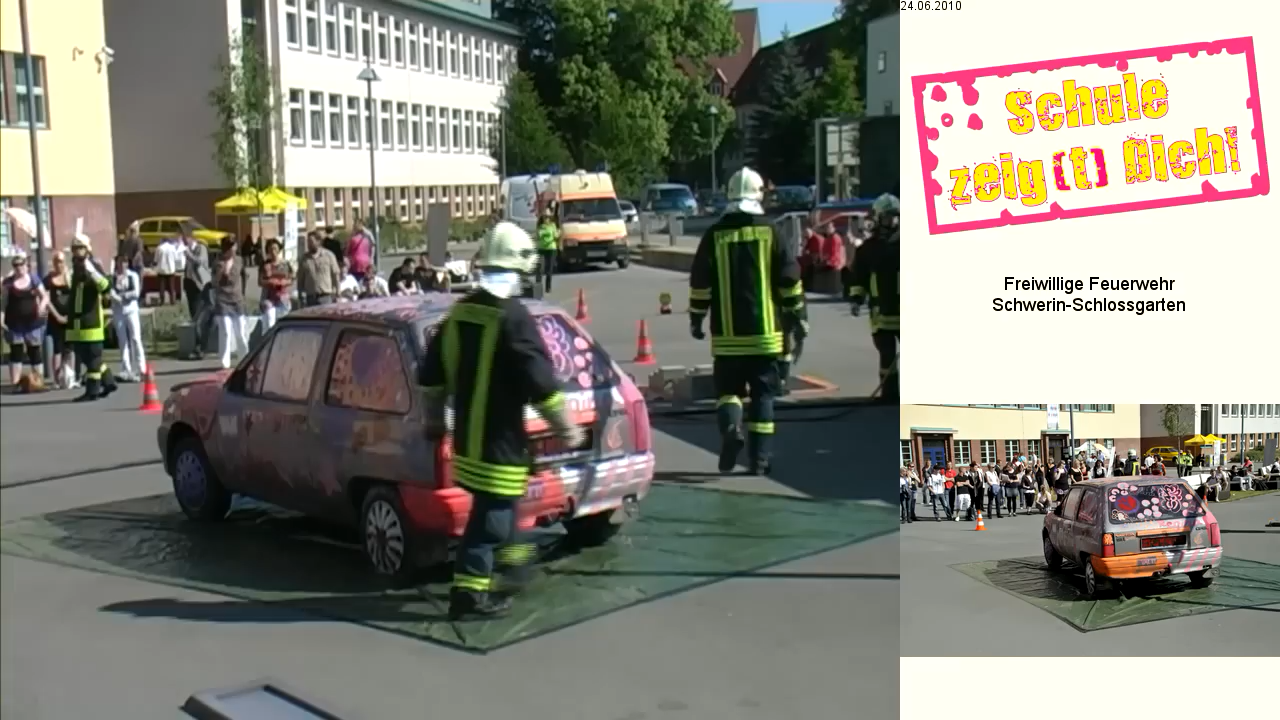 24.06.2010
Schule
zeig(t) Dich!
Freiwillige Feuerwehr
Schwerin-Schlossgarten